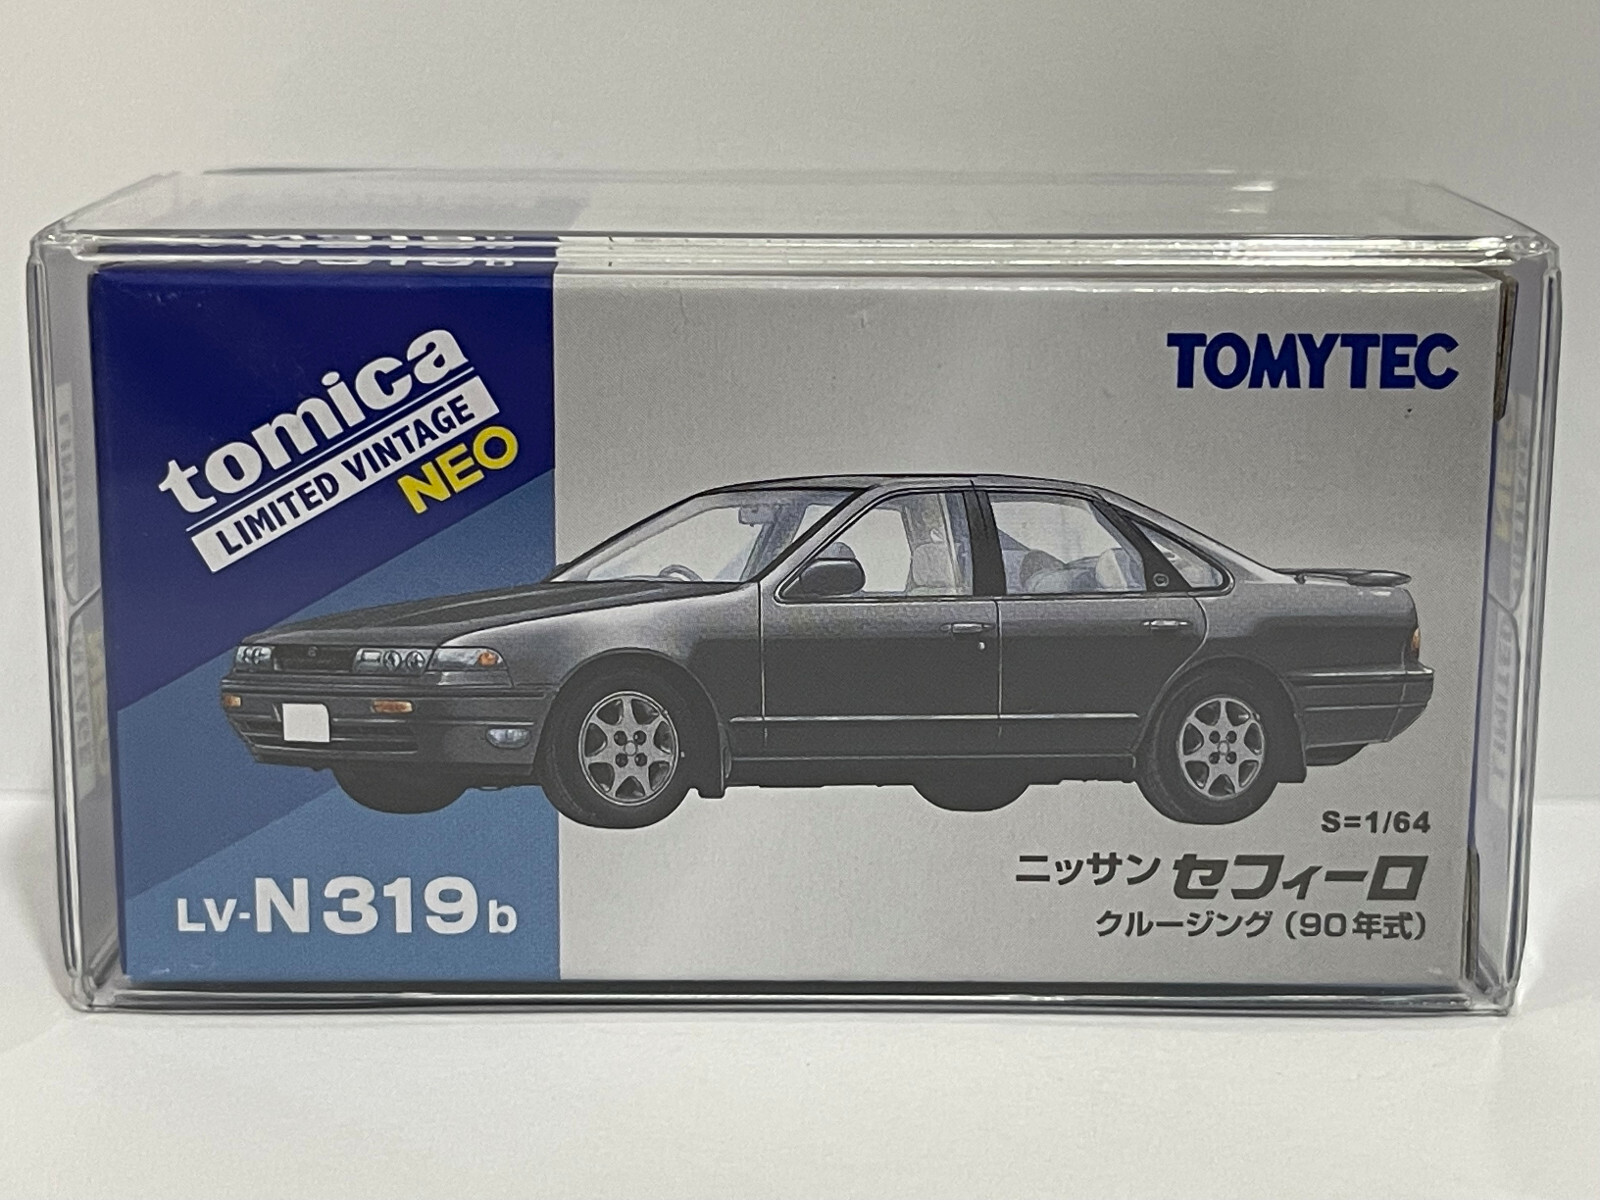 tomica
LIMITED VINTAGE
NEO
TOMYTEC
S=1/64
ニッサン セフィーロ
クルージング (90年式)
LV-N319b